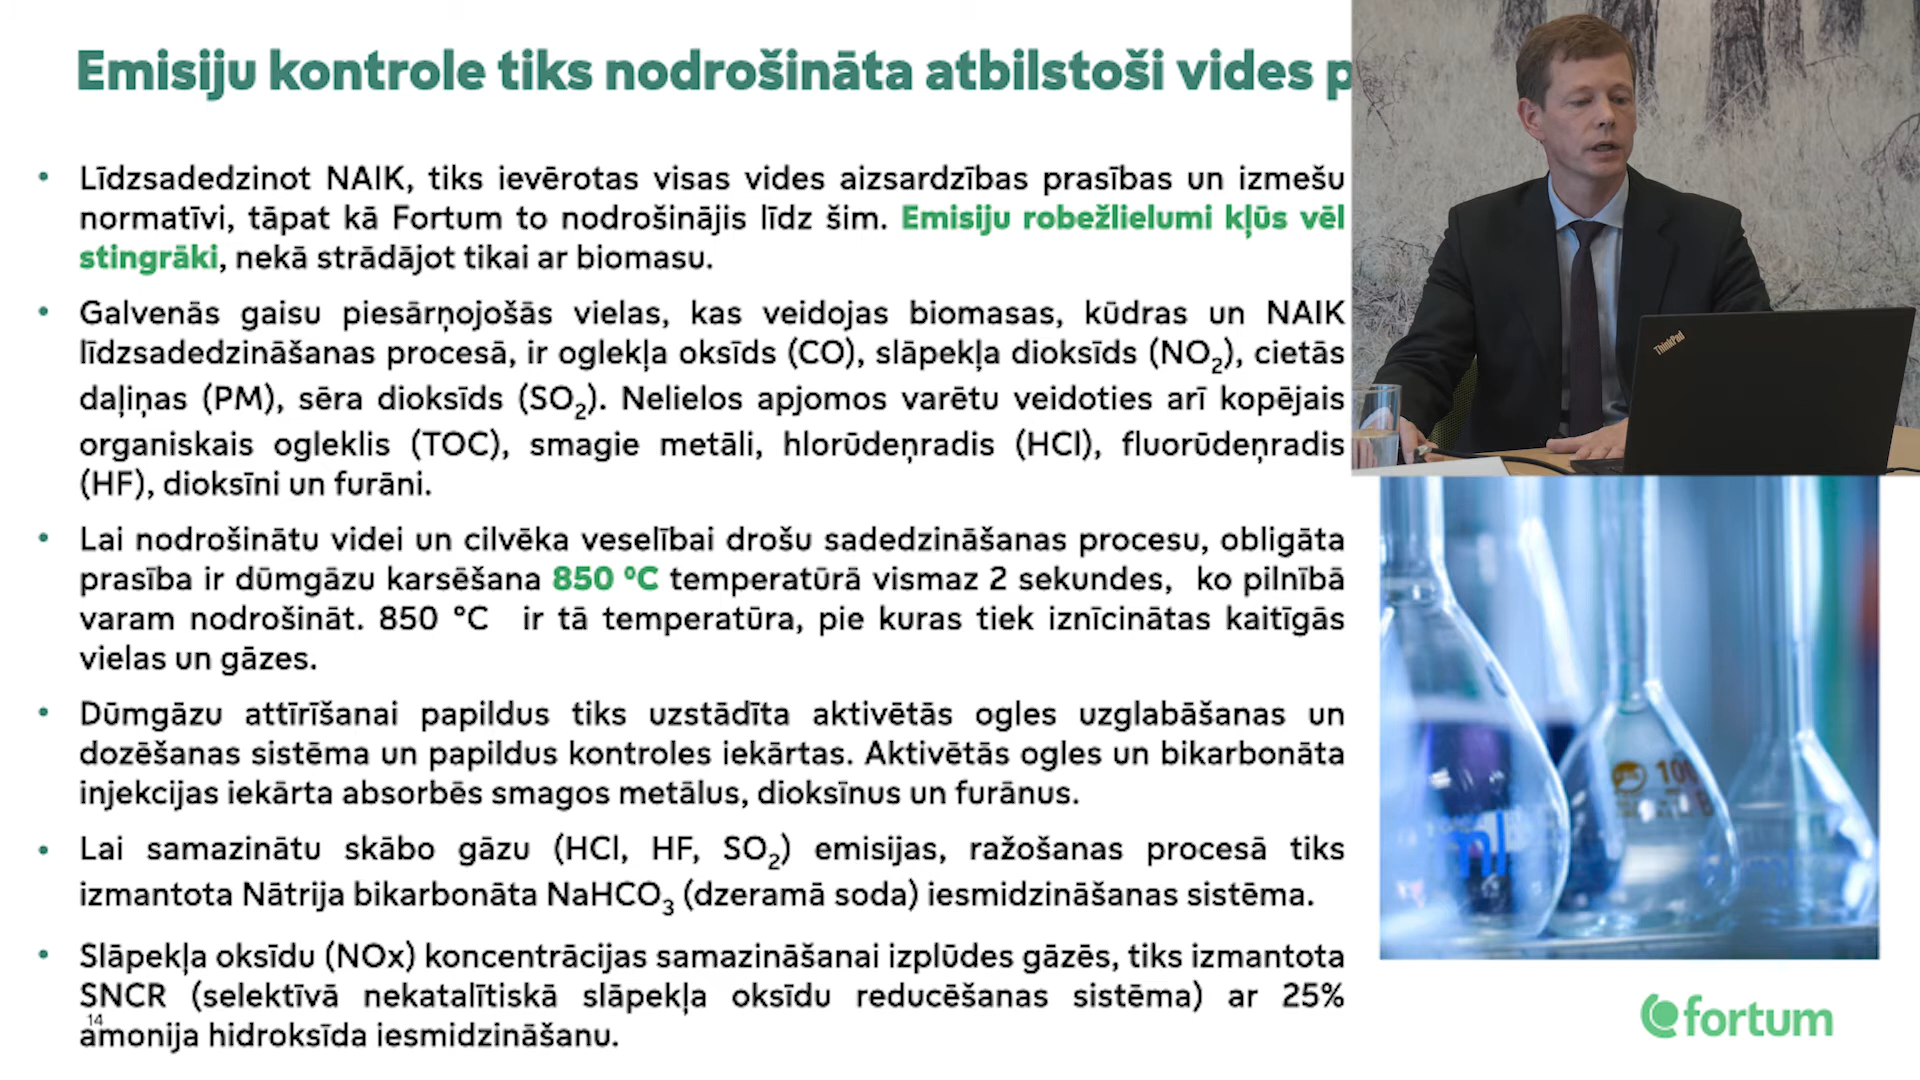 Emisiju kontrole tiks nodrošināta atbilstoši vides p
• Līdzsadedzinot NAIK, tiks ievērotas visas vides aizsardzības prasības un izmešu
normatīvi, tāpat kā Fortum to nodrošinājis līdz šim. Emisiju robežlielumi kļūs vēl
stingrāki, nekā strādājot tikai ar biomasu.
• Galvenās gaisu piesārņojošās vielas, kas veidojas biomasas, kūdras un NAIK
līdzsadedzināšanas procesā, ir oglekļa oksīds (CO), slāpekļa dioksīds (NO₂), cietās
daļiņas (PM), sēra dioksīds (SO₂). Nelielos apjomos varētu veidoties arī kopējais
organiskais ogleklis (TOC), smagie metāli, hlorūdeņradis (HCl), fluorūdeņradis
(HF), dioksīni un furāni.
• Lai nodrošinātu videi un cilvēka veselībai drošu sadedzināšanas procesu, obligāta
prasība ir dūmgāzu karsēšana 850 °C temperatūrā vismaz 2 sekundes, ko pilnībā
varam nodrošināt. 850 °C ir tā temperatūra, pie kuras tiek iznīcinātas kaitīgās
vielas un gāzes.
• Dūmgāzu attīrīšanai papildus tiks uzstādīta aktivētās ogles uzglabāšanas un
dozēšanas sistēma un papildus kontroles iekārtas. Aktivētās ogles un bikarbonāta
injekcijas iekārta absorbēs smagos metālus, dioksīnus un furānus.
• Lai samazinātu skābo gāzu (HCl, HF, SO₂) emisijas, ražošanas procesā tiks
izmantota Nātrija bikarbonāta NaHCO₃ (dzeramā soda) iesmidzināšanas sistēma.
• Slāpekļa oksīdu (NOx) koncentrācijas samazināšanai izplūdes gāzēs, tiks izmantota
SNCR (selektīvā nekatalītiskā slāpekļa oksīdu reducēšanas sistēma) ar 25%
amonija hidroksīda iesmidzināšanu.
14
ThinkPad
100
ml
fortum